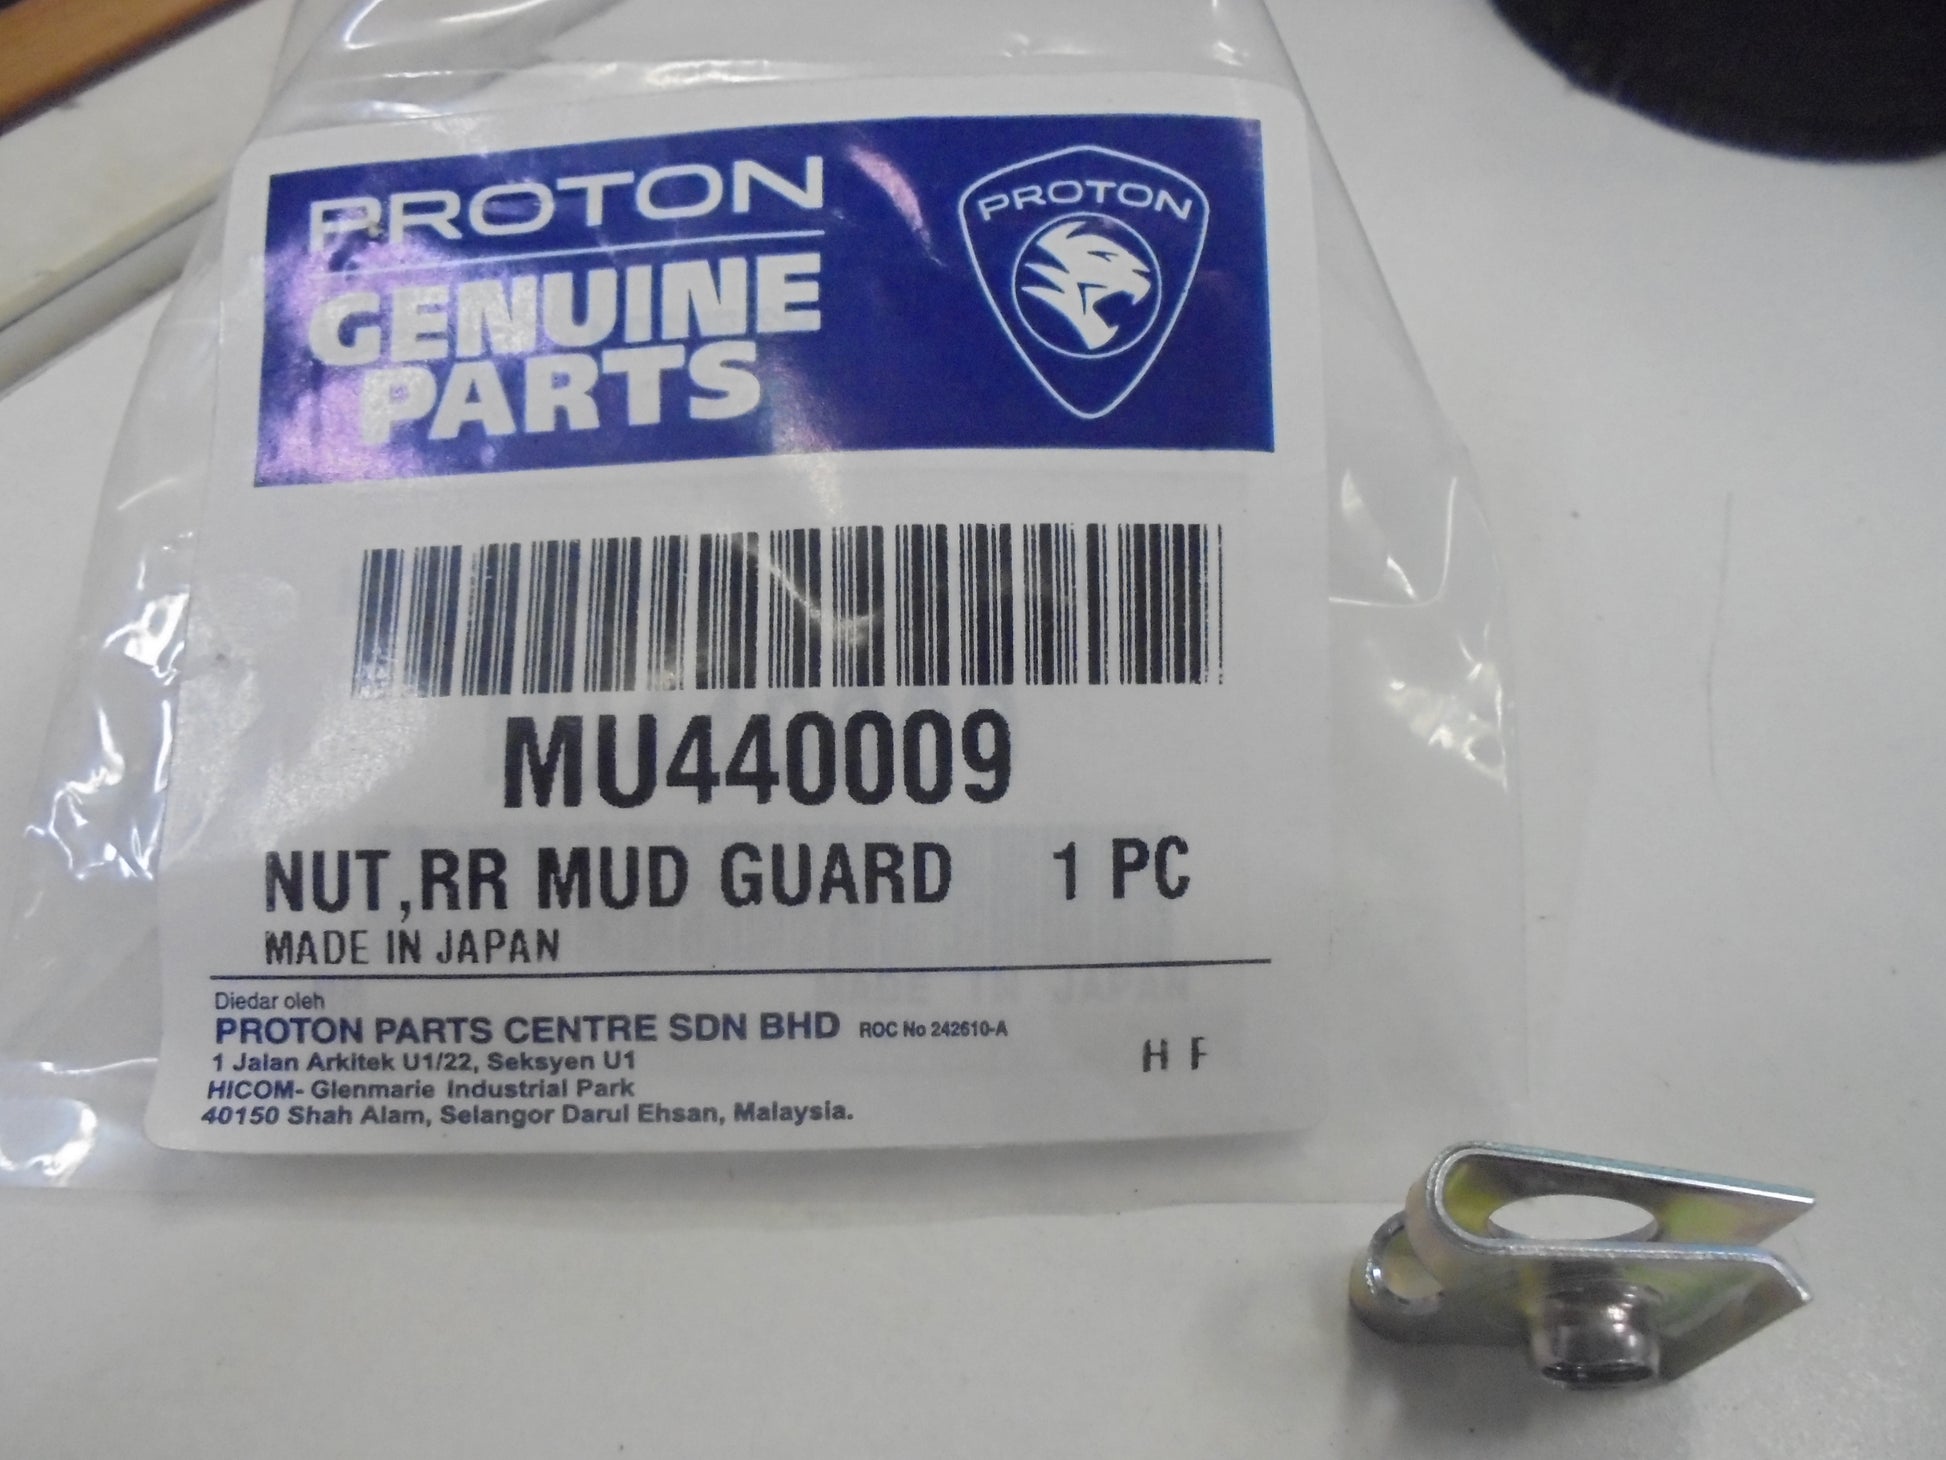 PROTON
GENUINE
PARTS
PROTON
MU440009
NUT,RR MUD GUARD 1 PC
MADE IN JAPAN
Diedar oleh
PROTON PARTS CENTRE SDN BHD ROC No 242610-A
1 Jalan Arkitek U1/22, Seksyen U1
HICOM- Glenmarie Industrial Park
40150 Shah Alam, Selangor Darul Ehsan, Malaysia.
H F